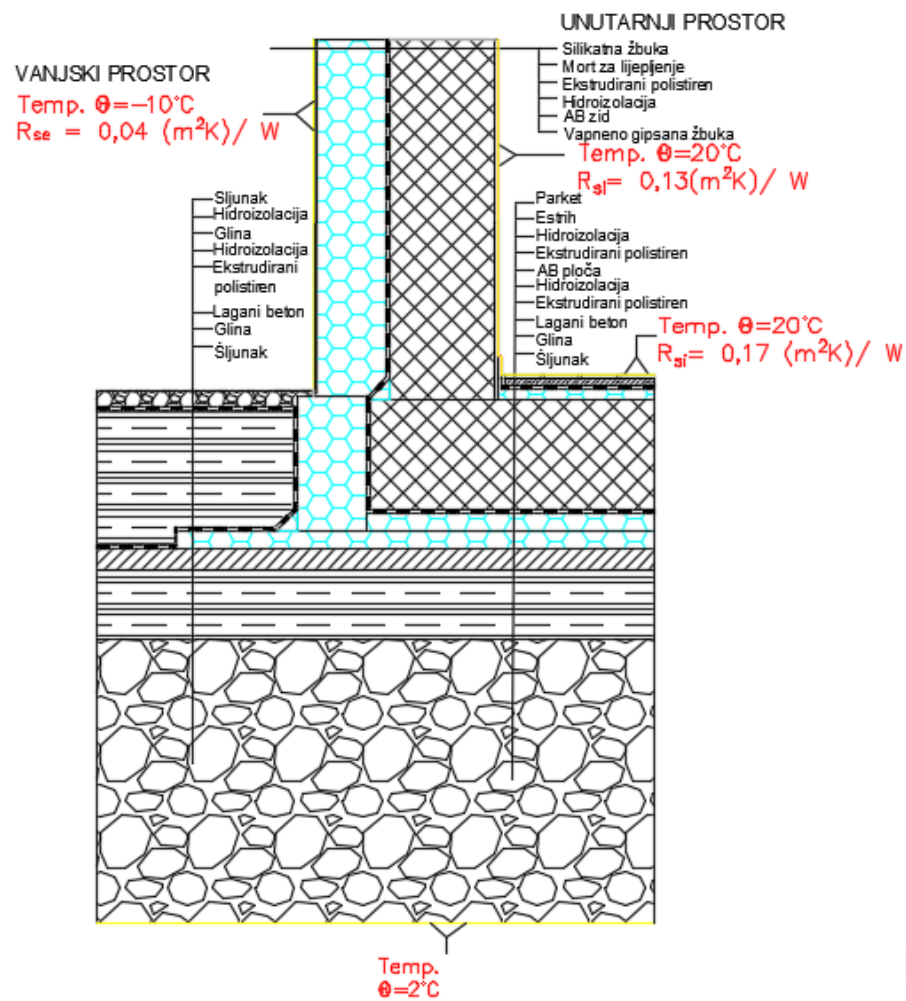 UNUTARNJI PROSTOR
Silikatna žbuka
Mort za lijepljenje
Ekstrudirani polistiren
Hidroizolacija
AB zid
Vapneno gipsana žbuka
VANJSKI PROSTOR
Temp. θ=–10°C
Rse = 0,04 (m²K)/ W
Temp. θ=20°C
Rsi= 0,13(m²K)/ W
Sljunak
Hidroizolacija
Glina
Hidroizolacija
Ekstrudirani
polistiren
Lagani beton
Glina
Šljunak
Parket
Estrih
Hidroizolacija
Ekstrudirani polistiren
AB ploča
Hidroizolacija
Ekstrudirani polistiren
Lagani beton
Glina
Šljunak
Temp. θ=20°C
Rsi= 0,17 (m²K)/ W
Temp.
θ=2°C